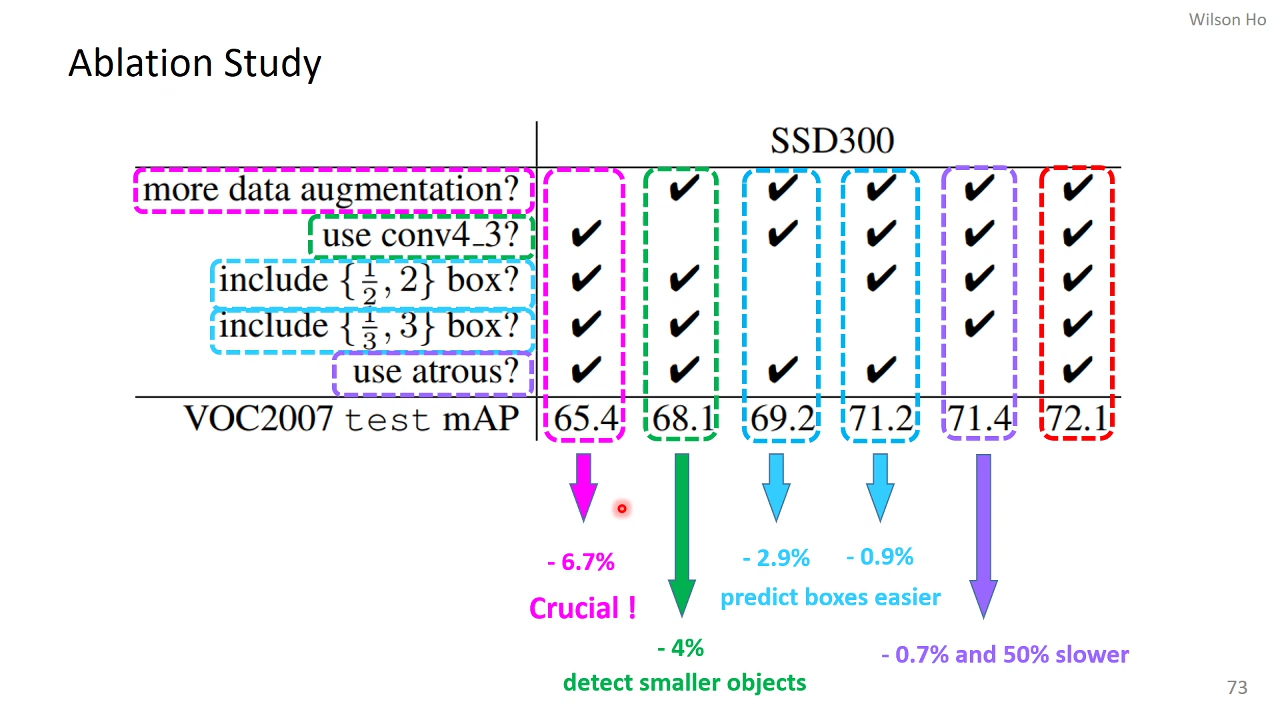 Wilson Ho
Ablation Study
SSD300
more data augmentation? ✔ ✔ ✔ ✔ ✔
use conv4_3? ✔ ✔ ✔ ✔ ✔
include {1/2, 2} box? ✔ ✔ ✔ ✔ ✔
include {1/3, 3} box? ✔ ✔ ✔ ✔
use atrous? ✔ ✔ ✔ ✔ ✔
VOC2007 test mAP 65.4 68.1 69.2 71.2 71.4 72.1
- 6.7% - 2.9% - 0.9%
Crucial ! predict boxes easier
- 4% - 0.7% and 50% slower
detect smaller objects
73